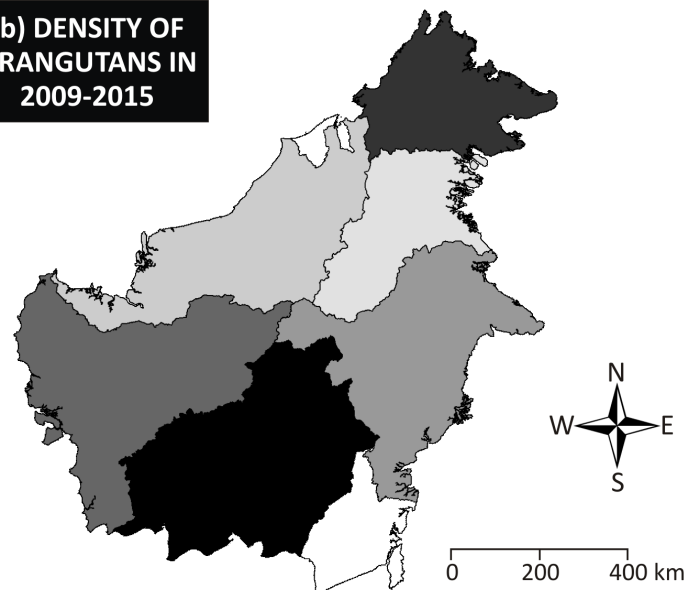 b) DENSITY OF
RANGUTANS IN
2009-2015
N
W E
S
0 200 400 km